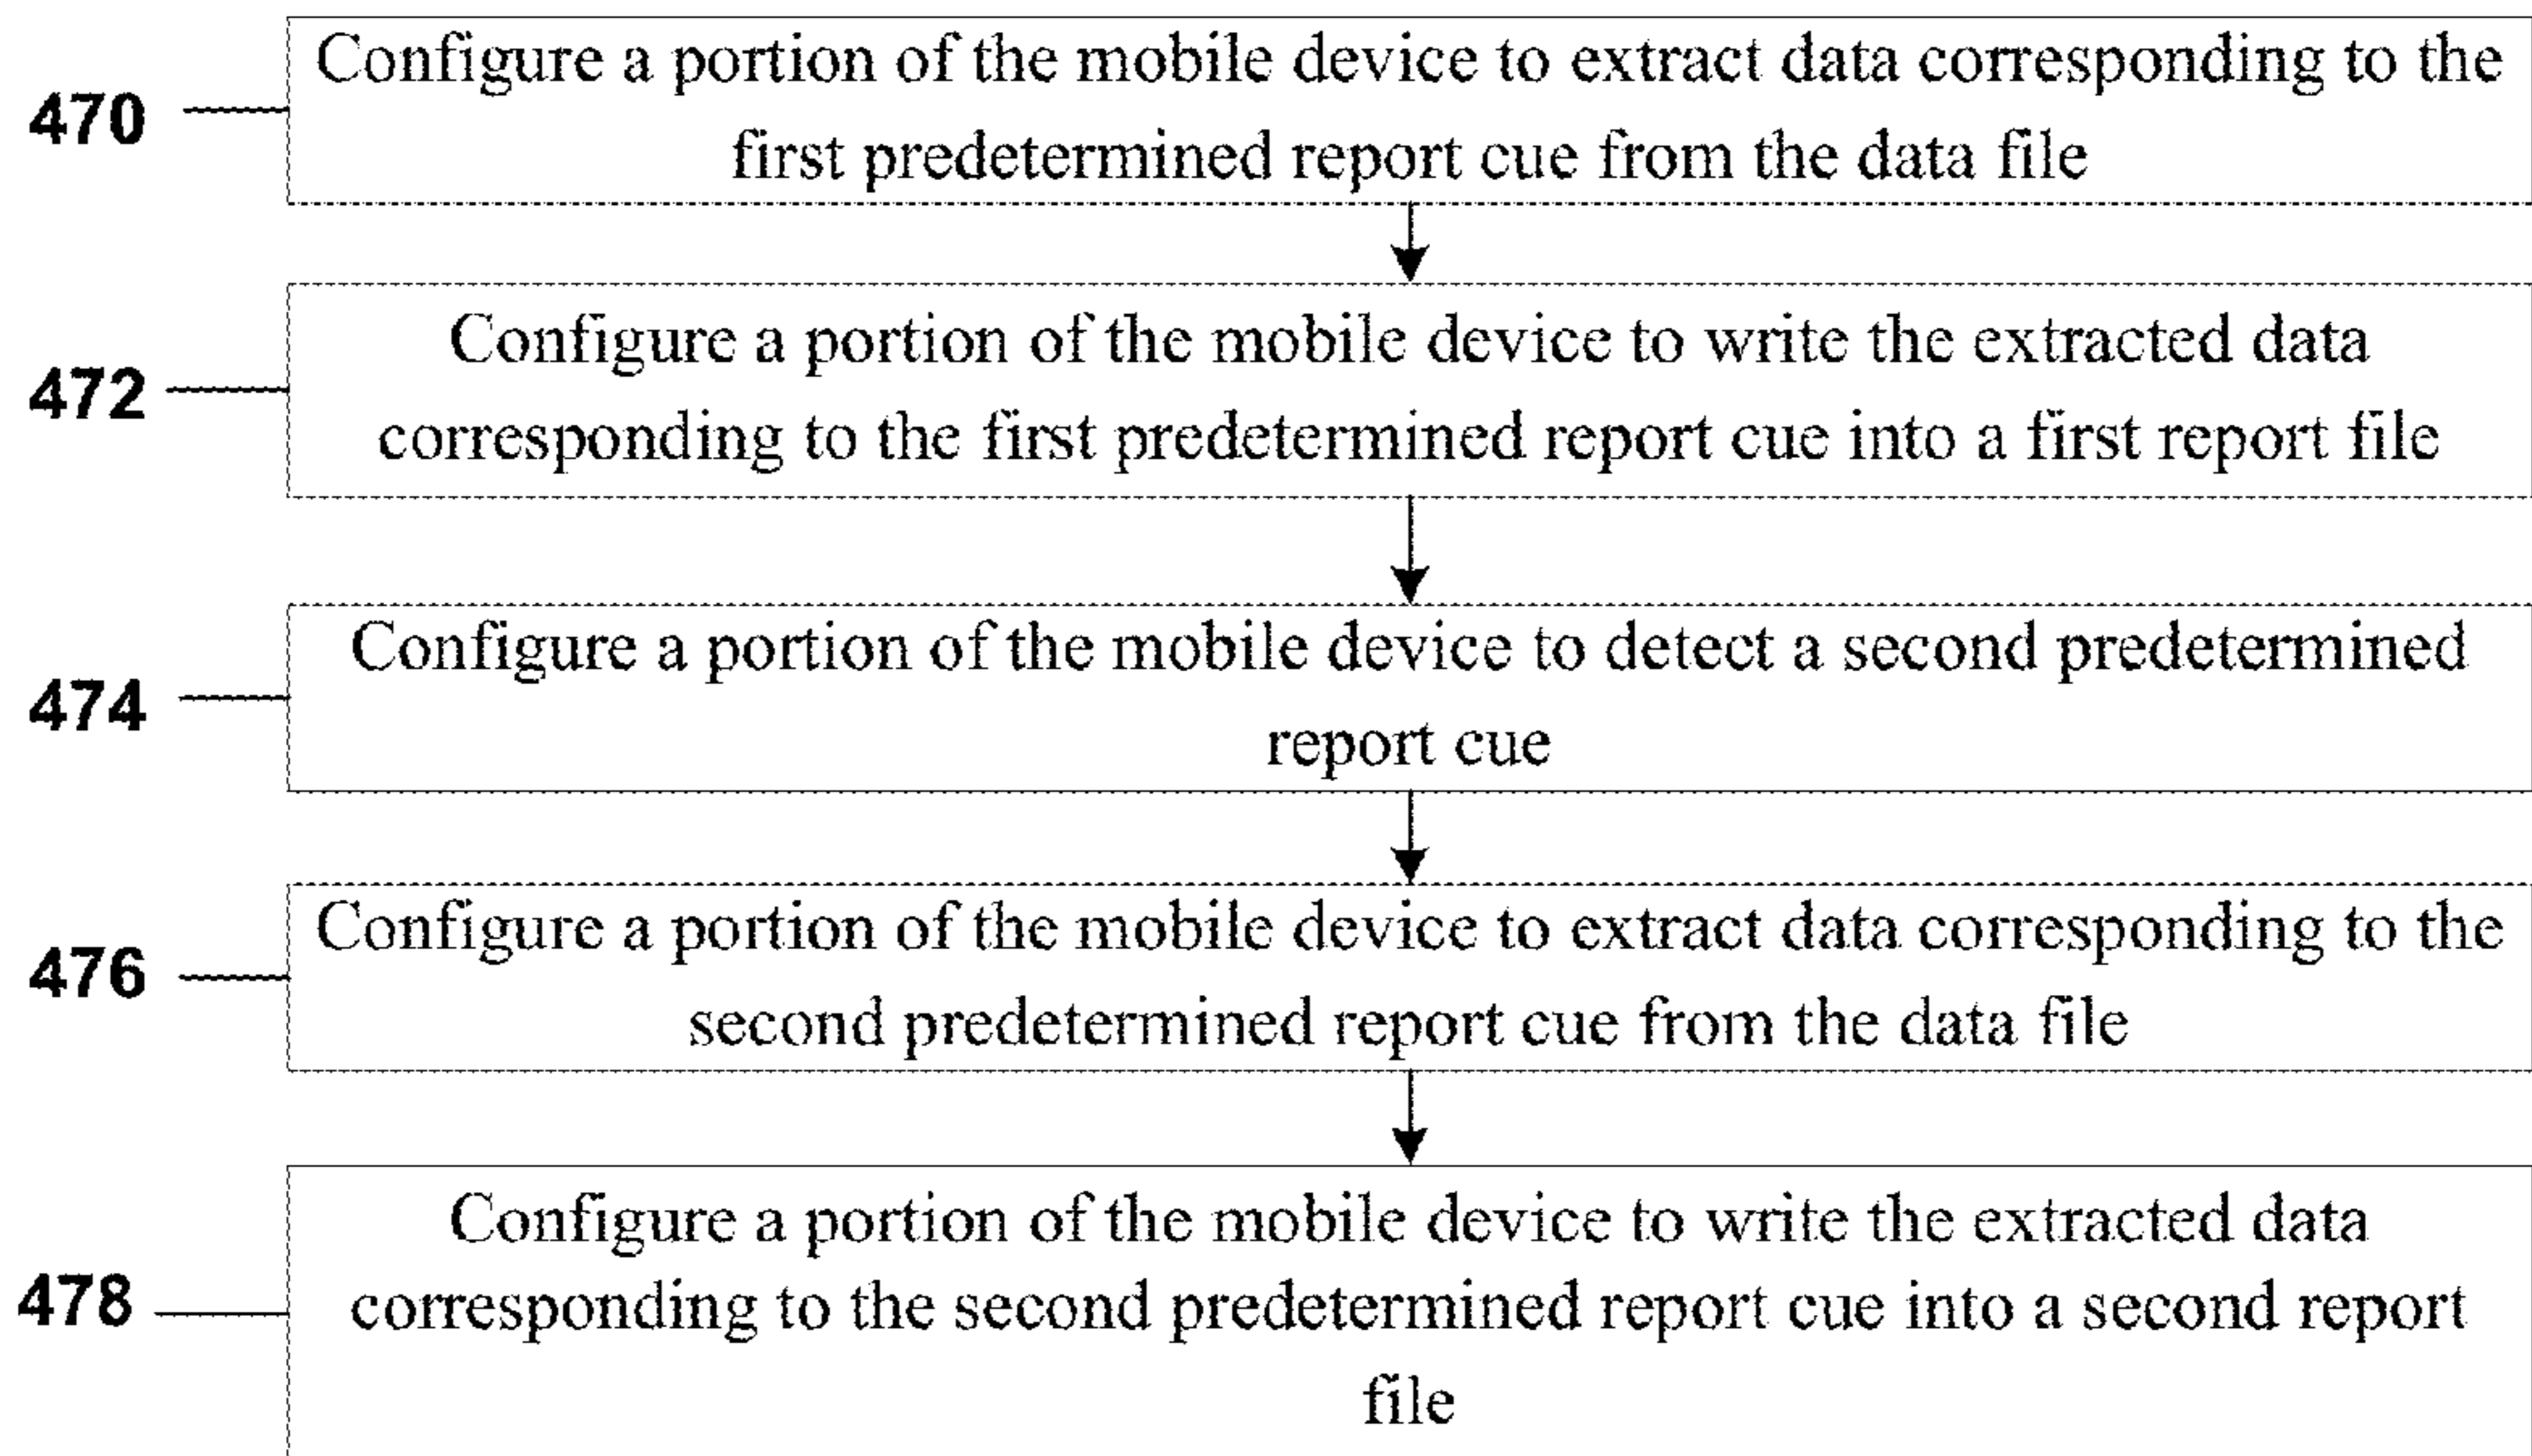 470
Configure a portion of the mobile device to extract data corresponding to the
first predetermined report cue from the data file
472
Configure a portion of the mobile device to write the extracted data
corresponding to the first predetermined report cue into a first report file
474
Configure a portion of the mobile device to detect a second predetermined
report cue
476
Configure a portion of the mobile device to extract data corresponding to the
second predetermined report cue from the data file
478
Configure a portion of the mobile device to write the extracted data
corresponding to the second predetermined report cue into a second report
file